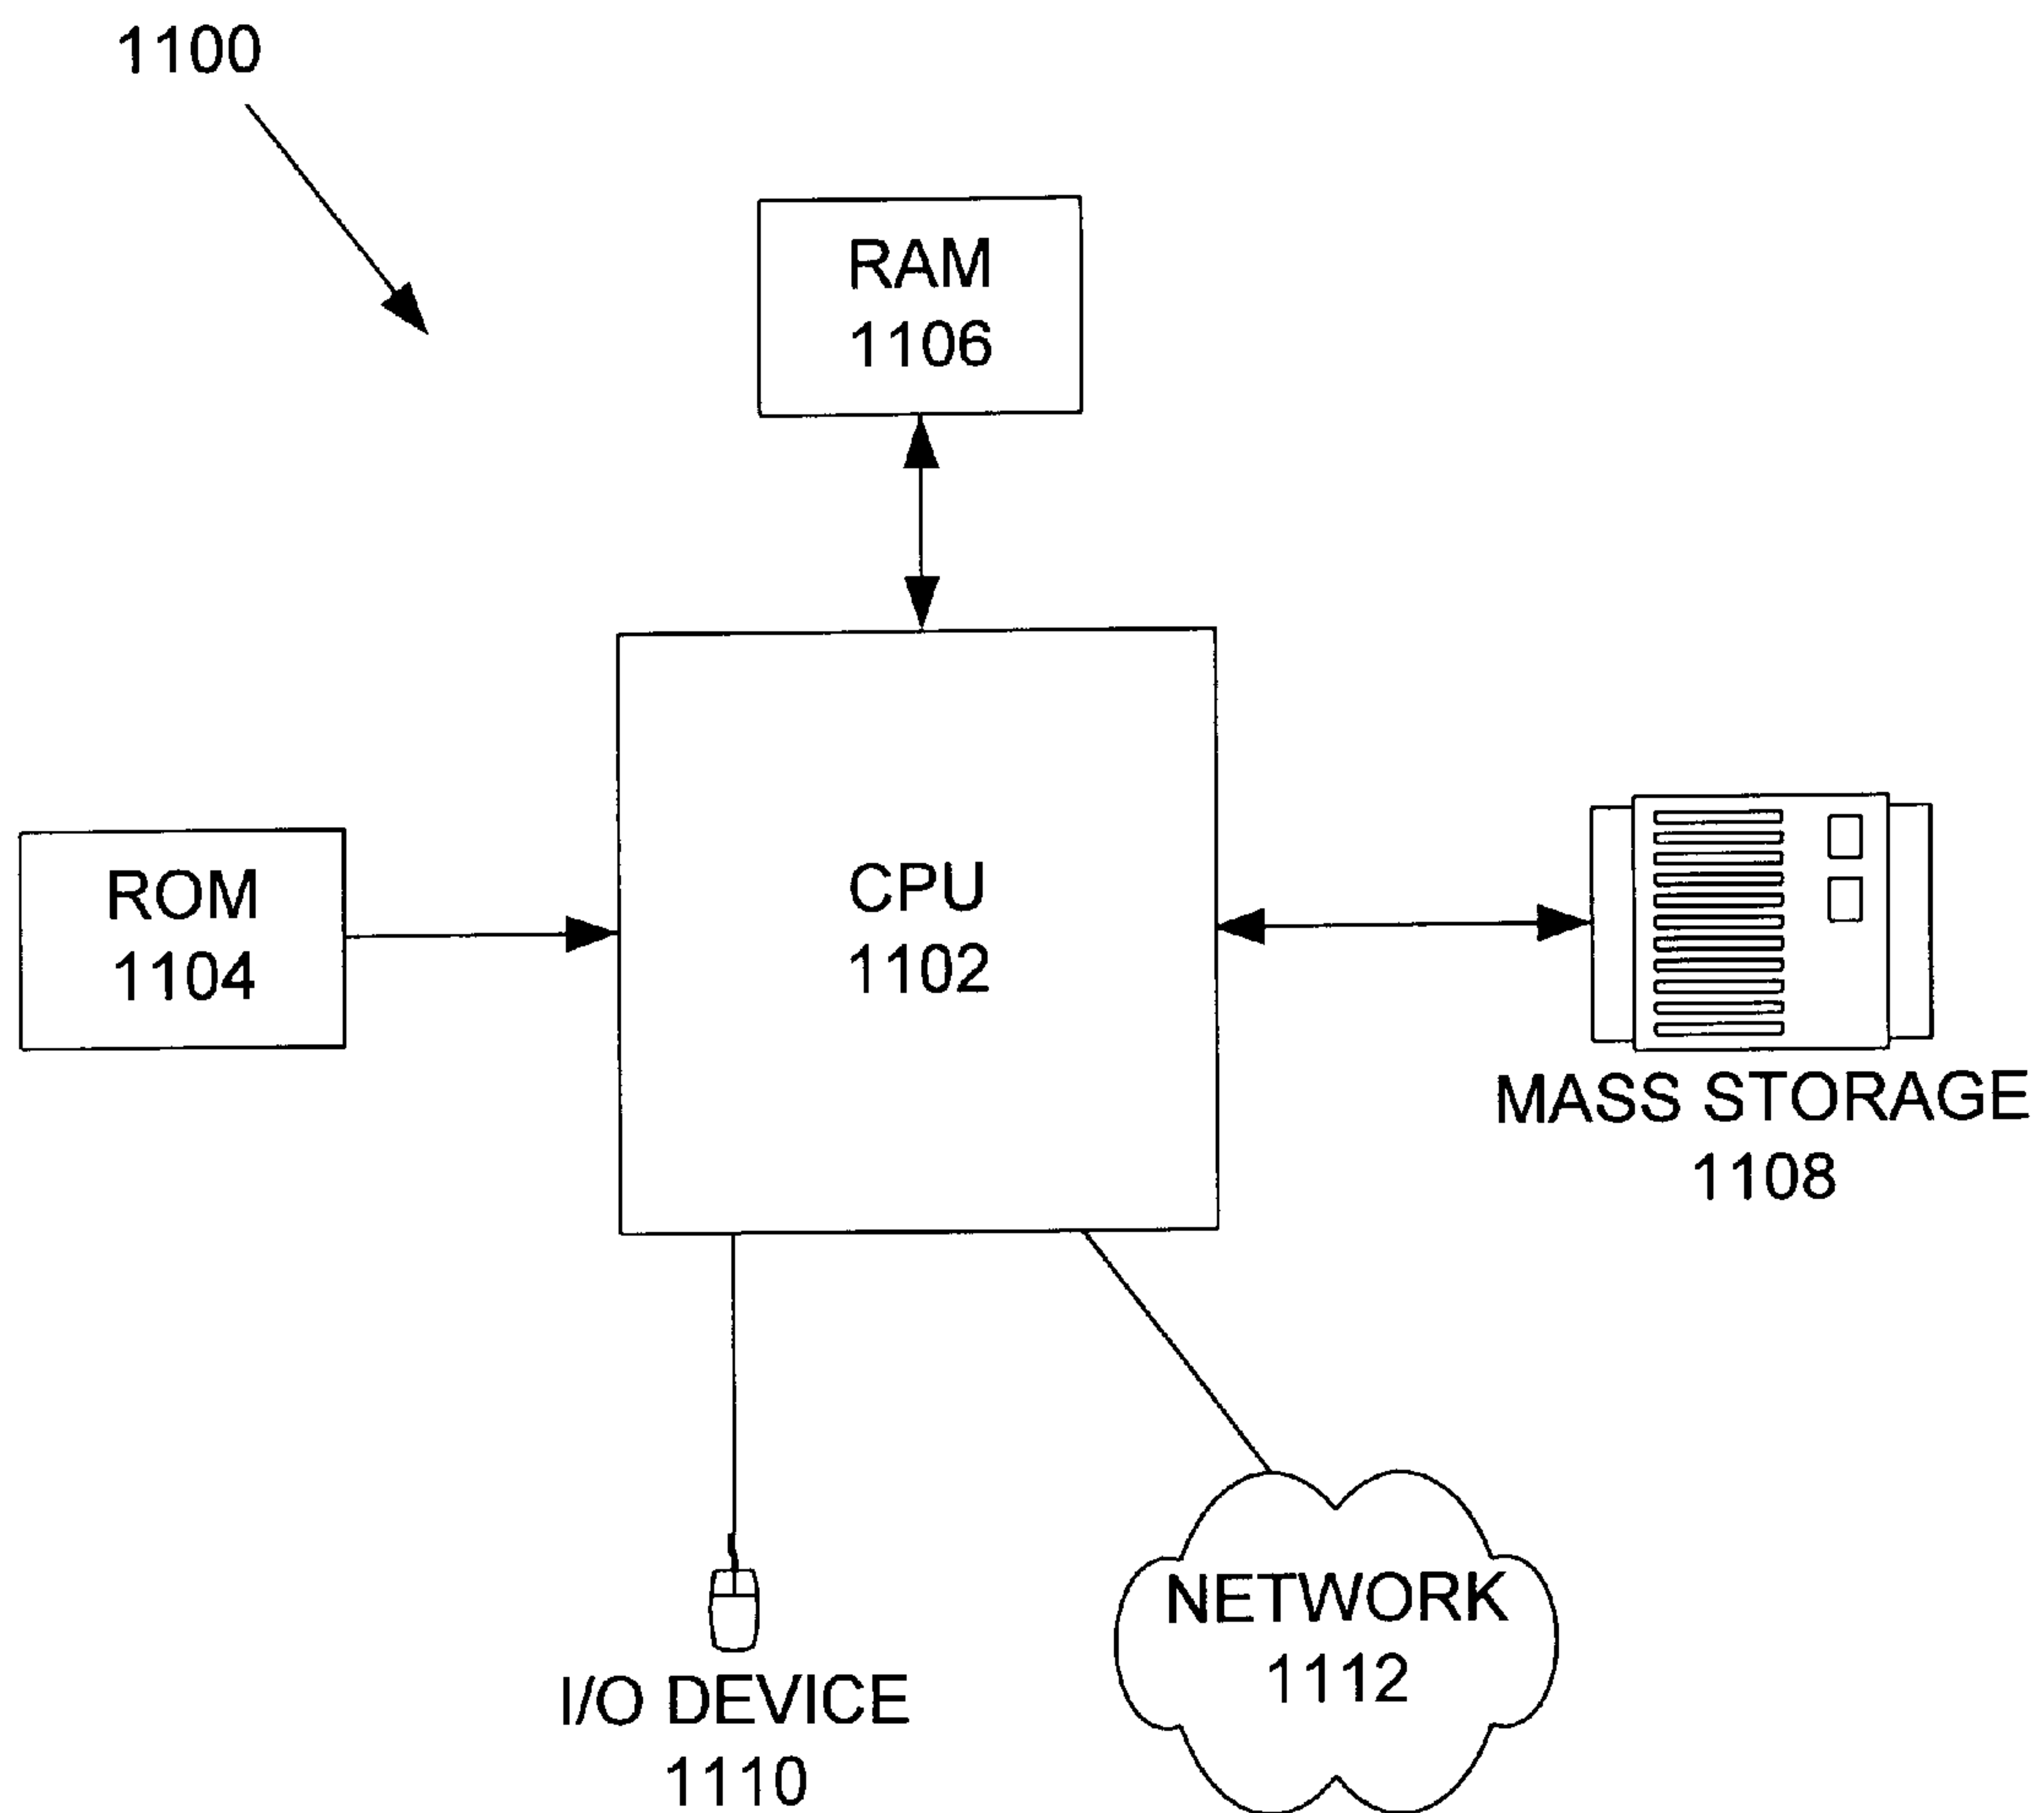 1100
RAM
1106
ROM
1104
CPU
1102
MASS STORAGE
1108
I/O DEVICE
1110
NETWORK
1112